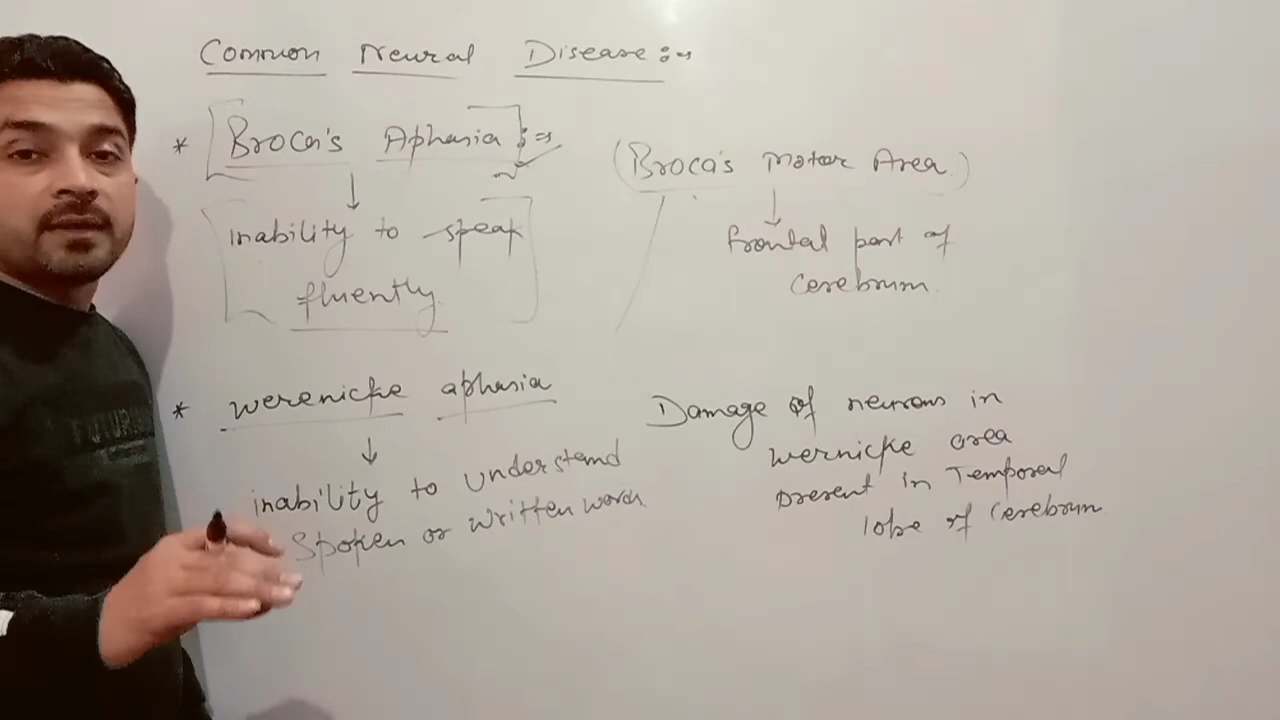 Common Neural Disease :→
* Broca's Aphasia :⇒
(Broca's Motor Area)
↓
↓
inability to speak
fluently
frontal part of
Cerebrum
* werenicke aphasia
↓
inability to understand
Spoken or written words
Damage of neurons in
wernicke area
present in Temporal
lobe of Cerebrum